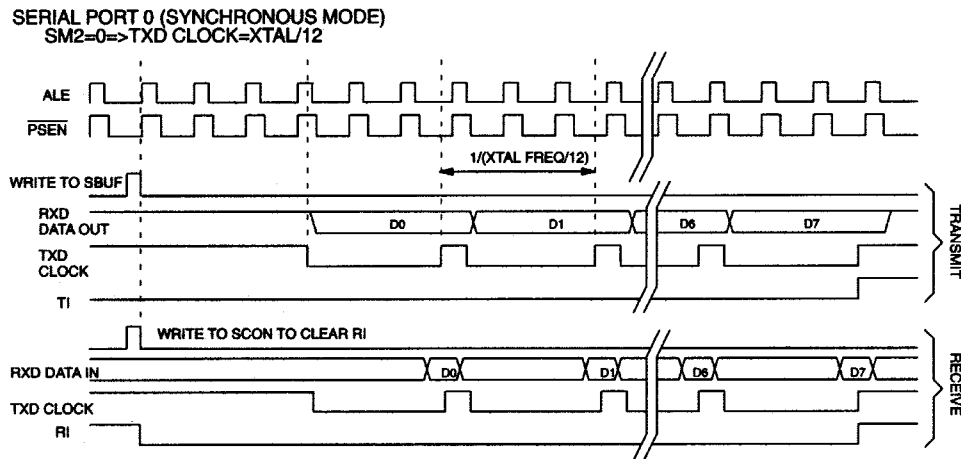 SERIAL PORT 0 (SYNCHRONOUS MODE)
SM2=0=>TXD CLOCK=XTAL/12
ALE
PSEN
1/(XTAL FREQ/12)
WRITE TO SBUF
RXD
DATA OUT
D0
D1
D6
D7
TXD
CLOCK
TI
TRANSMIT
WRITE TO SCON TO CLEAR RI
RXD DATA IN
D0
D1
D6
D7
TXD CLOCK
RI
RECEIVE